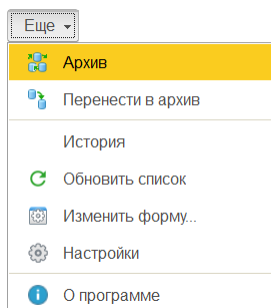 Еще
Архив
Перенести в архив
История
Обновить список
Изменить форму...
Настройки
О программе